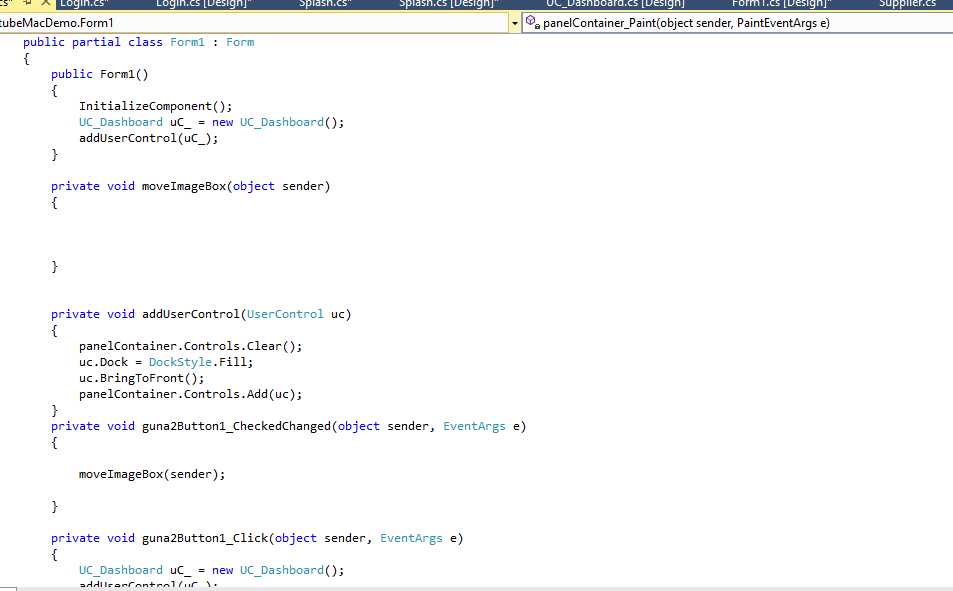 Login.cs* Login.cs [Design]* Splash.cs* Splash.cs [Design]* UC_Dashboard.cs [Design] Form1.cs [Design]* Supplier.cs
tubeMacDemo.Form1 panelContainer_Paint(object sender, PaintEventArgs e)
public partial class Form1 : Form
{
public Form1()
{
InitializeComponent();
UC_Dashboard uC_ = new UC_Dashboard();
addUserControl(uC_);
}
private void moveImageBox(object sender)
{
}
private void addUserControl(UserControl uc)
{
panelContainer.Controls.Clear();
uc.Dock = DockStyle.Fill;
uc.BringToFront();
panelContainer.Controls.Add(uc);
}
private void guna2Button1_CheckedChanged(object sender, EventArgs e)
{
moveImageBox(sender);
}
private void guna2Button1_Click(object sender, EventArgs e)
{
UC_Dashboard uC_ = new UC_Dashboard();
addUserControl(uC_);